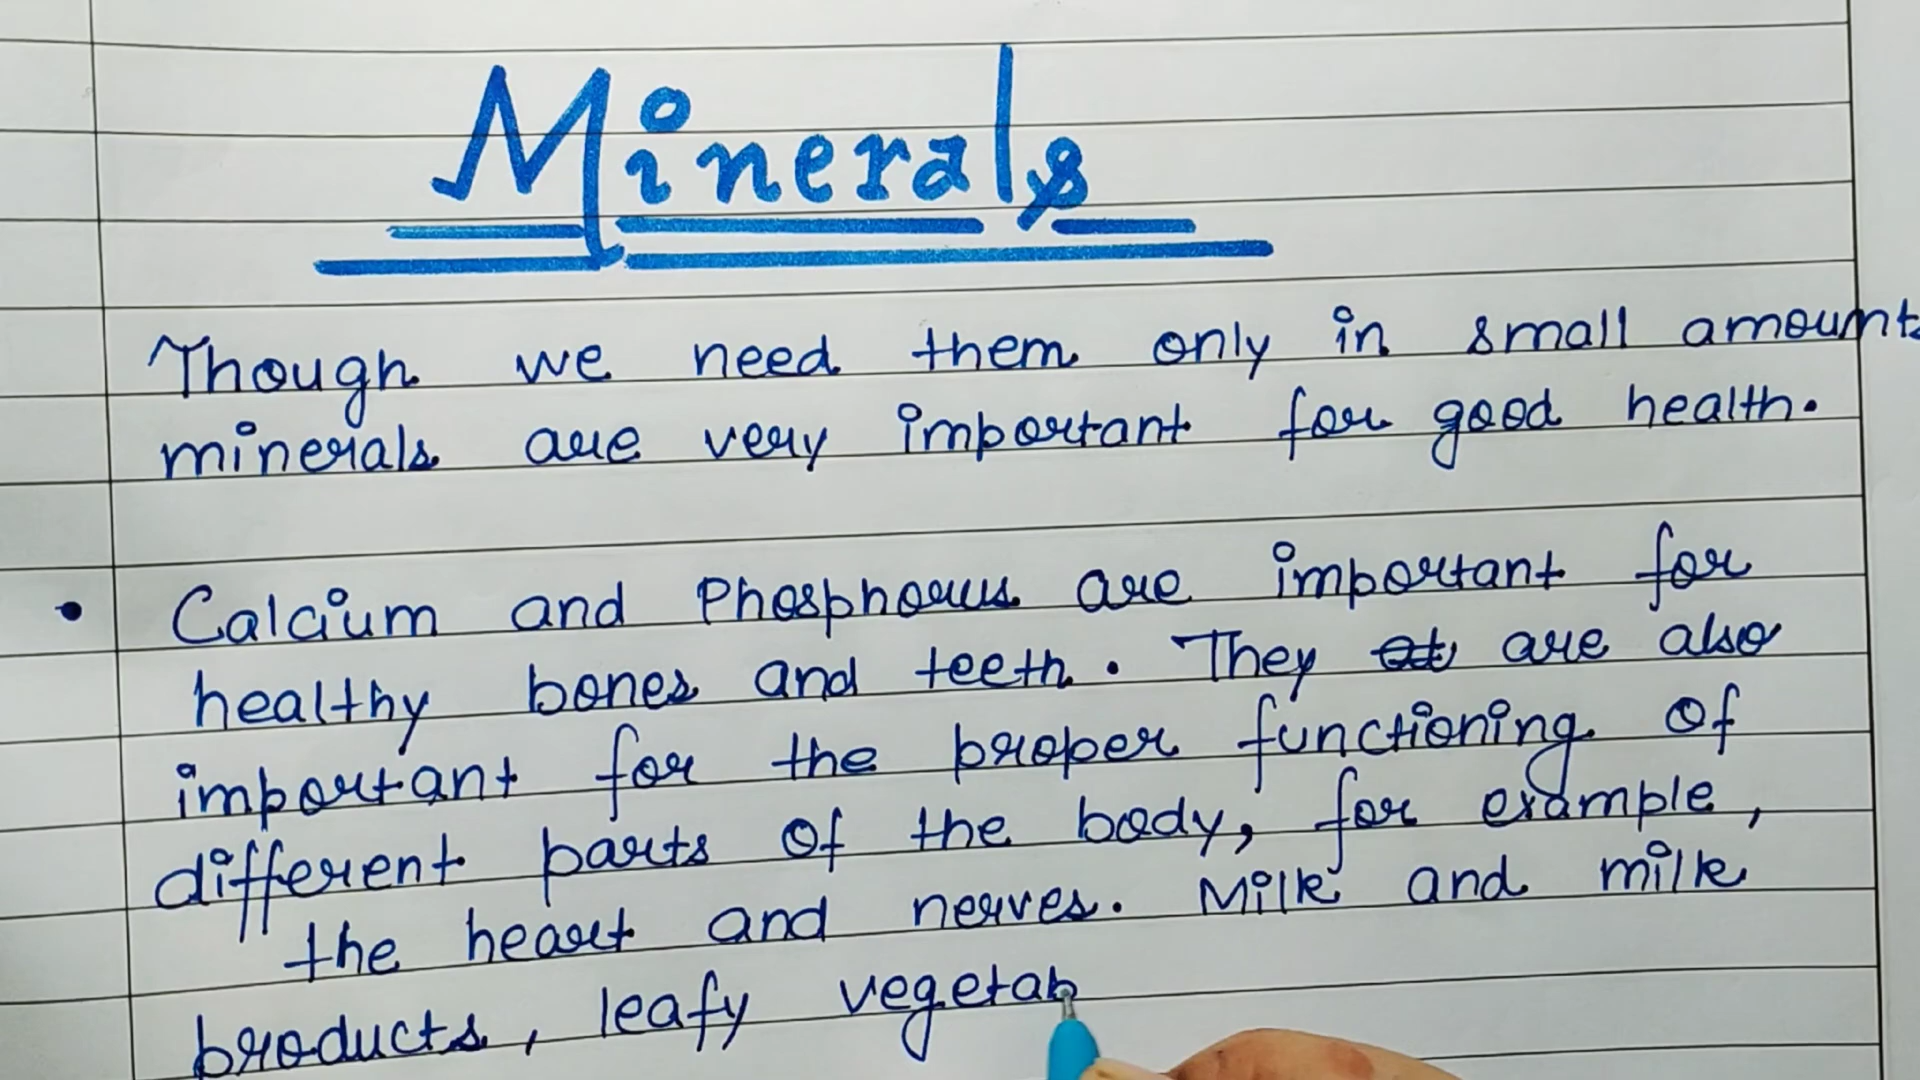 Minerals
Though we need them only in small amounts
minerals are very important for good health.
• Calcium and Phosphorus are important for
healthy bones and teeth. They are also
important for the proper functioning of
different parts of the body, for example,
the heart and nerves. Milk and milk
products, leafy vegetab